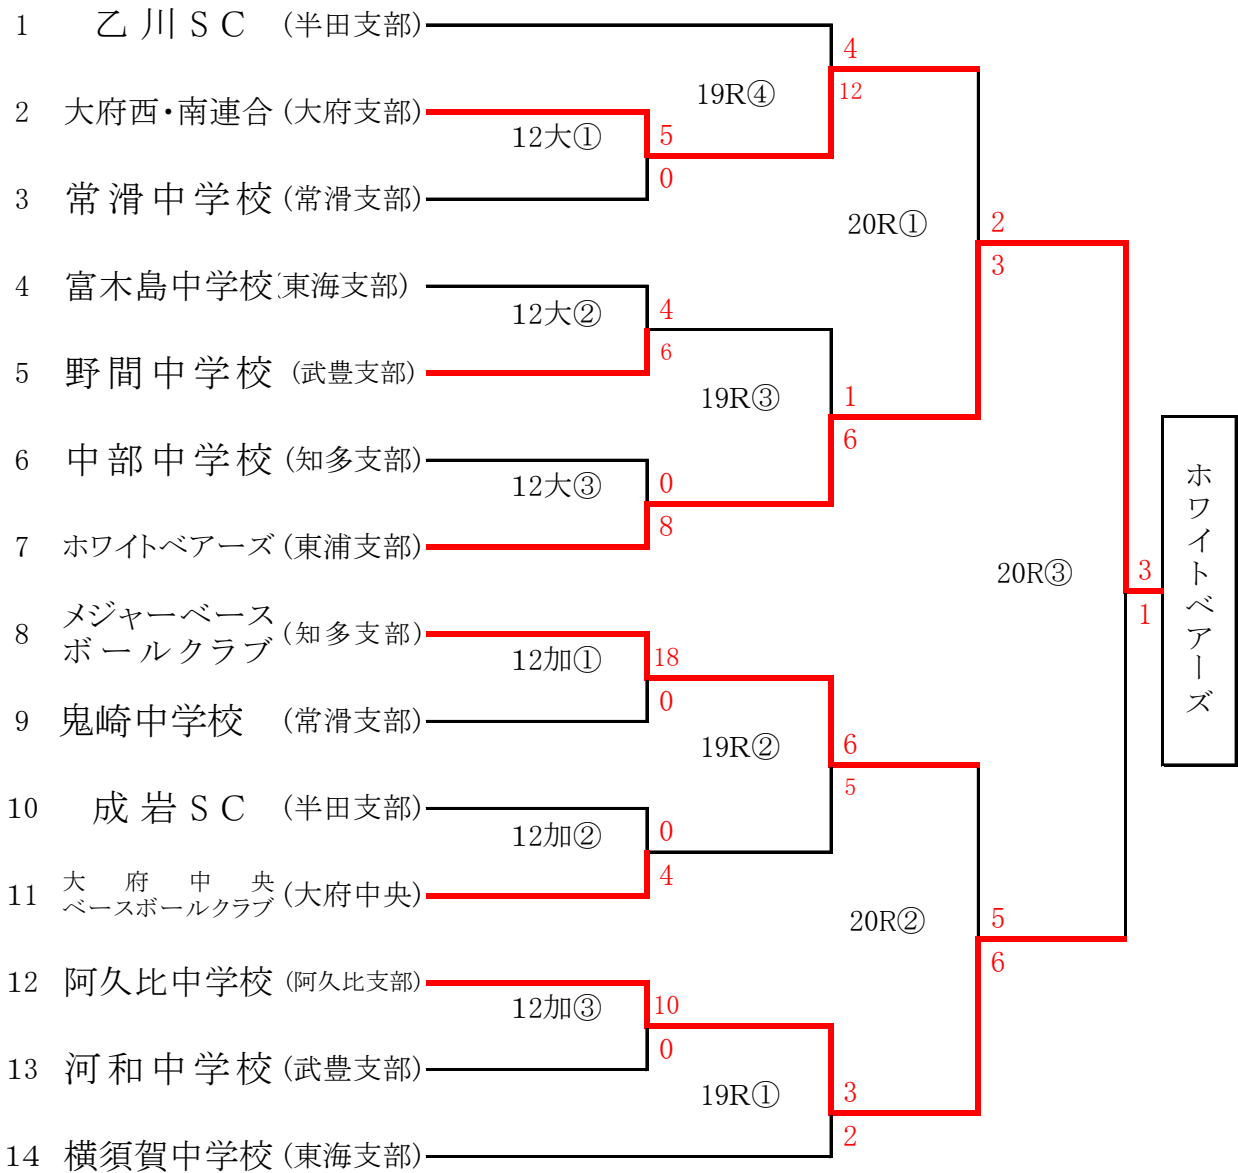 1 乙川SC (半田支部)
4
19R④
12
2 大府西・南連合 (大府支部)
12大①
5
0
3 常滑中学校 (常滑支部)
20R①
2
3
4 富木島中学校 (東海支部)
12大②
4
6
5 野間中学校 (武豊支部)
19R③
1
6
6 中部中学校 (知多支部)
12大③
0
8
7 ホワイトベアーズ (東浦支部)
20R③
3
1
ホワイトベアーズ
8 メジャーベース
ボールクラブ (知多支部)
12加①
18
0
9 鬼崎中学校 (常滑支部)
19R②
6
5
10 成岩SC (半田支部)
12加②
0
4
11 大府中央
ベースボールクラブ (大府中央)
20R②
5
6
12 阿久比中学校 (阿久比支部)
12加③
10
0
13 河和中学校 (武豊支部)
19R①
3
2
14 横須賀中学校 (東海支部)